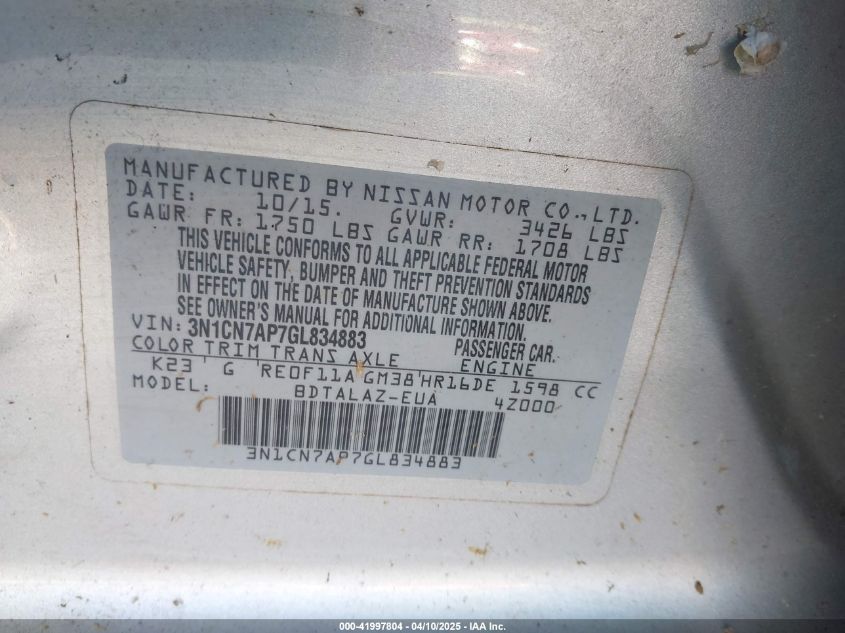 MANUFACTURED BY NISSAN MOTOR CO.,LTD.
DATE: 10/15. GVWR: 3426 LBS
GAWR FR: 1750 LBS GAWR RR: 1708 LBS
THIS VEHICLE CONFORMS TO ALL APPLICABLE FEDERAL MOTOR
VEHICLE SAFETY, BUMPER AND THEFT PREVENTION STANDARDS
IN EFFECT ON THE DATE OF MANUFACTURE SHOWN ABOVE.
SEE OWNER'S MANUAL FOR ADDITIONAL INFORMATION.
VIN: 3N1CN7AP7GL834883 PASSENGER CAR.
COLOR TRIM TRANS AXLE ENGINE
K23 ' G 'RE0F11A GM38'HR16DE 1598 CC
MODEL: BDTALAZ-EUA 4Z000
3N1CN7AP7GL834883
000-41997804 - 04/10/2025 - IAA Inc.